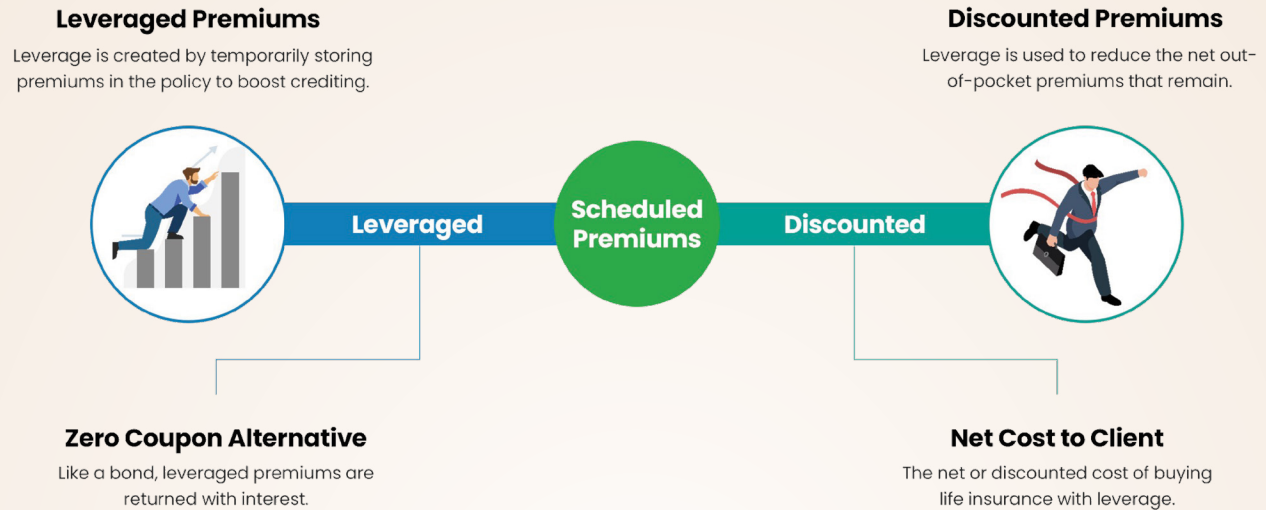 Leveraged Premiums
Leverage is created by temporarily storing
premiums in the policy to boost crediting.
Discounted Premiums
Leverage is used to reduce the net out-
of-pocket premiums that remain.
Leveraged
Scheduled
Premiums
Discounted
Zero Coupon Alternative
Like a bond, leveraged premiums are
returned with interest.
Net Cost to Client
The net or discounted cost of buying
life insurance with leverage.